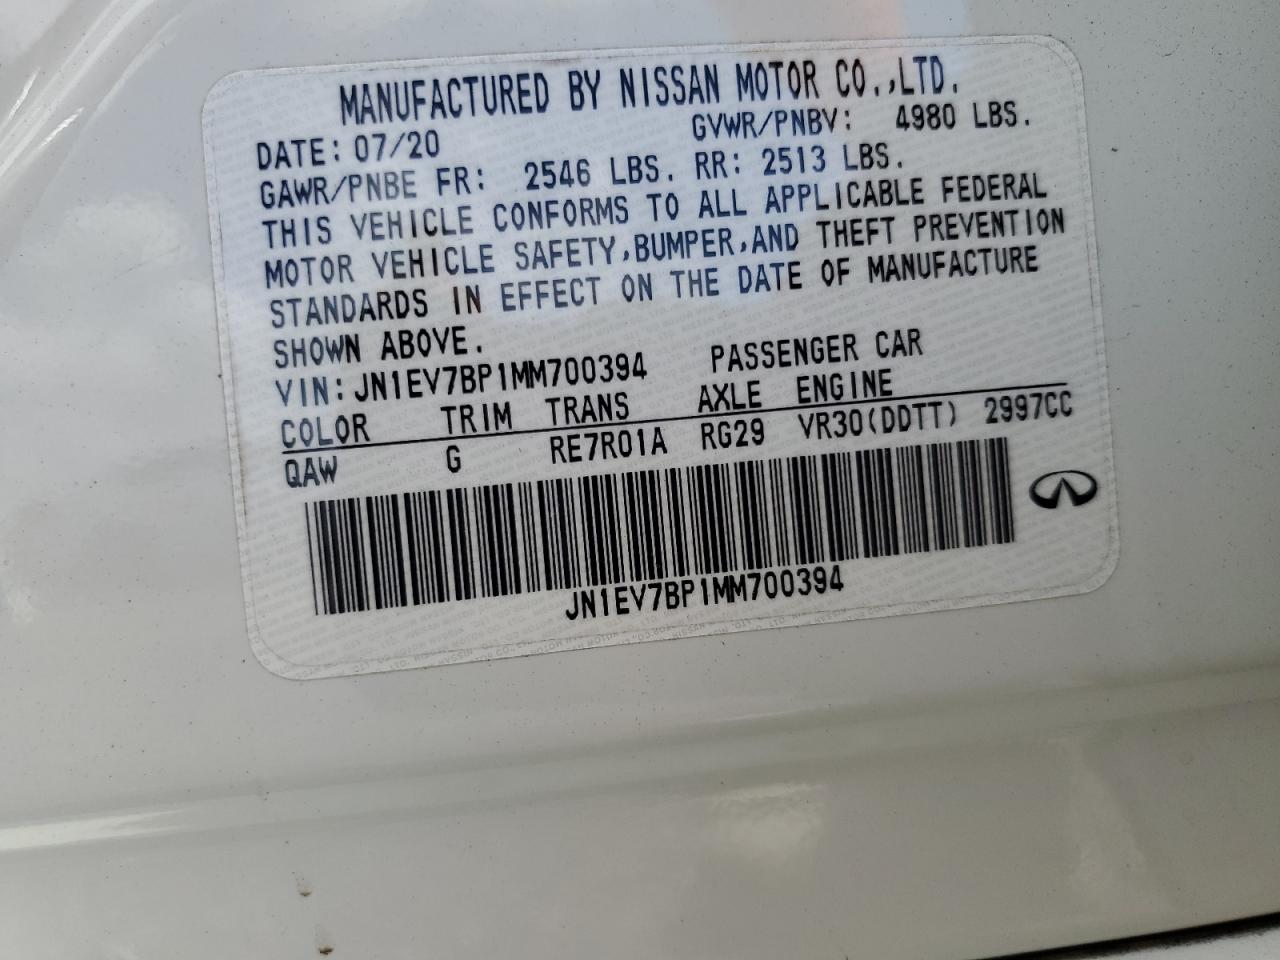 MANUFACTURED BY NISSAN MOTOR CO.,LTD.
DATE: 07/20 GVWR/PNBV: 4980 LBS.
GAWR/PNBE FR: 2546 LBS. RR: 2513 LBS.
THIS VEHICLE CONFORMS TO ALL APPLICABLE FEDERAL
MOTOR VEHICLE SAFETY,BUMPER,AND THEFT PREVENTION
STANDARDS IN EFFECT ON THE DATE OF MANUFACTURE
SHOWN ABOVE.
VIN:JN1EV7BP1MM700394 PASSENGER CAR
COLOR TRIM TRANS AXLE ENGINE
QAW G RE7R01A RG29 VR30(DDTT) 2997CC
JN1EV7BP1MM700394